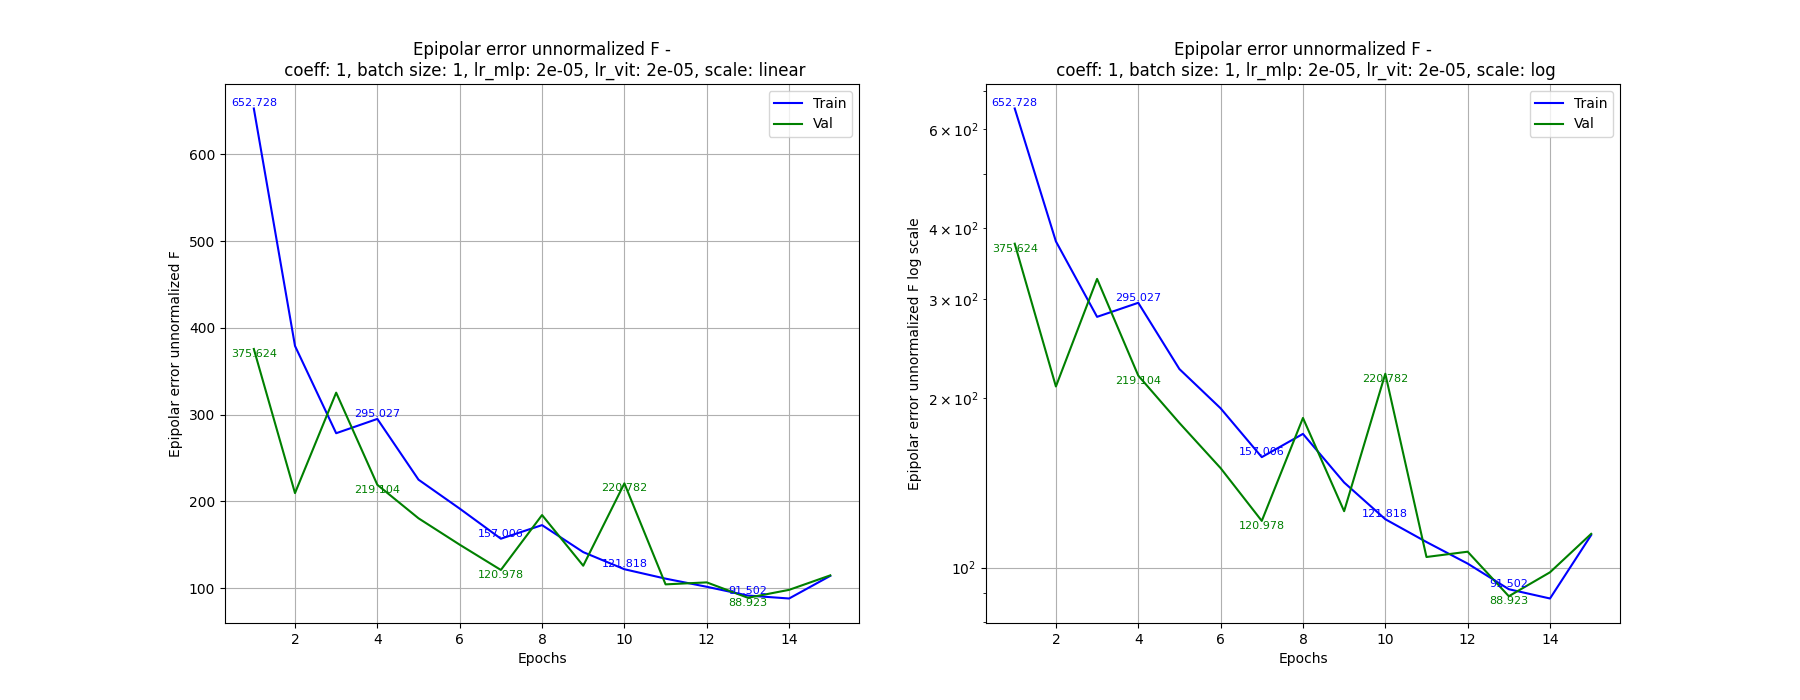 Epipolar error unnormalized F -
coeff: 1, batch size: 1, lr_mlp: 2e-05, lr_vit: 2e-05, scale: linear
652.728
375.624
295.027
219.104
157.006
120.978
121.818
220.782
91.502
88.923
Train
Val
600
500
400
300
200
100
2 4 6 8 10 12 14
Epochs
Epipolar error unnormalized F
Epipolar error unnormalized F -
coeff: 1, batch size: 1, lr_mlp: 2e-05, lr_vit: 2e-05, scale: log
652.728
375.624
295.027
219.104
157.006
120.978
121.818
220.782
91.502
88.923
Train
Val
6 × 10²
4 × 10²
3 × 10²
2 × 10²
10²
2 4 6 8 10 12 14
Epochs
Epipolar error unnormalized F log scale